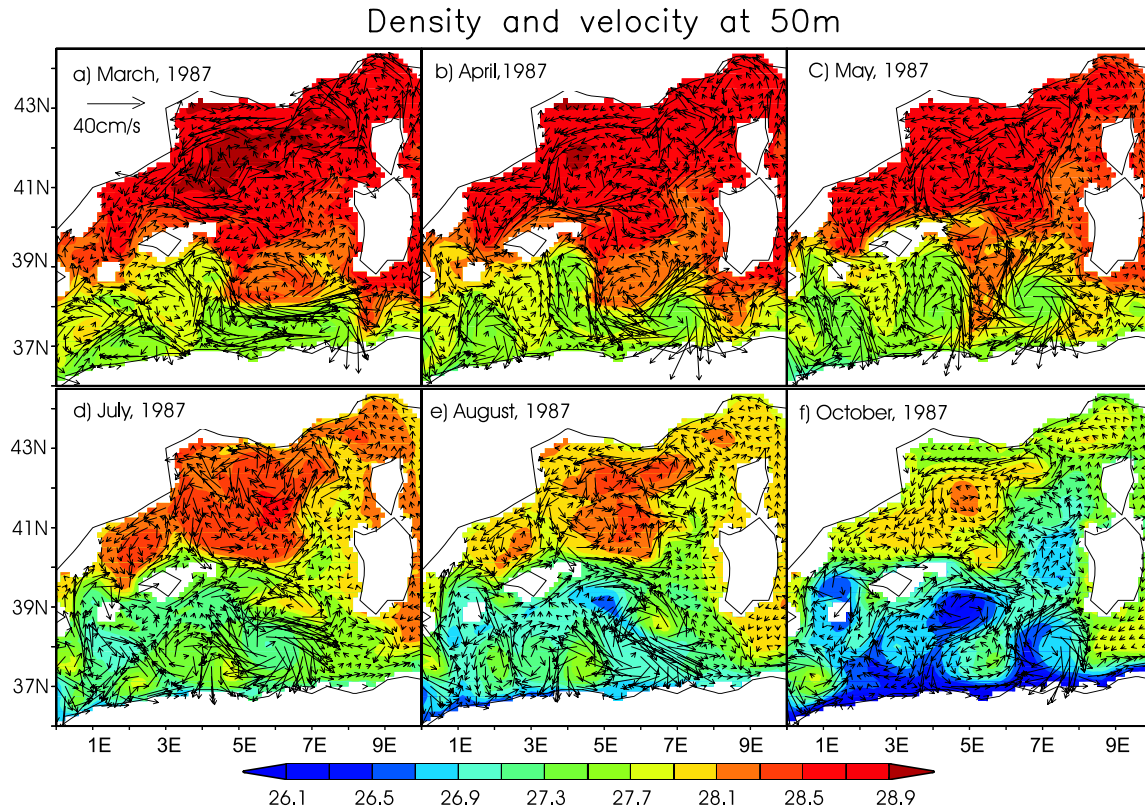 Density and velocity at 50m
a) March, 1987
b) April,1987
C) May, 1987
43N
40cm/s
41N
39N
37N
d) July, 1987
e) August, 1987
f) October, 1987
43N
41N
39N
37N
1E 3E 5E 7E 9E 1E 3E 5E 7E 9E 1E 3E 5E 7E 9E
26.1 26.5 26.9 27.3 27.7 28.1 28.5 28.9